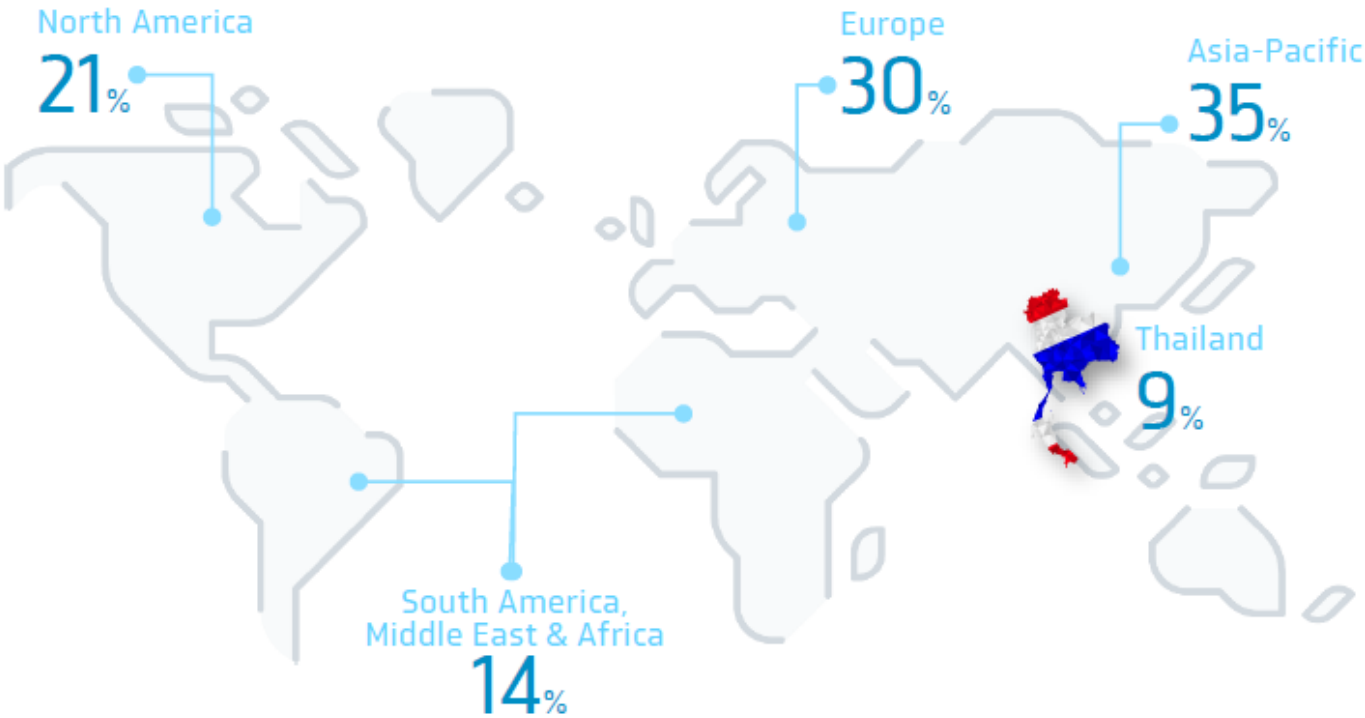 North America
21%
Europe
30%
Asia-Pacific
35%
Thailand
9%
South America,
Middle East & Africa
14%